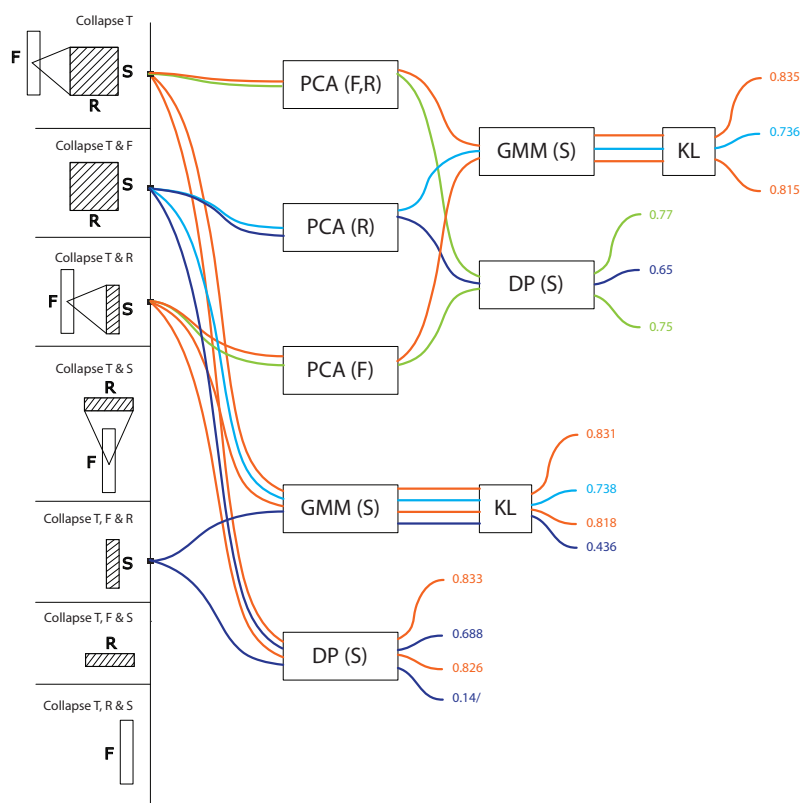 Collapse T
F
S
R
Collapse T & F
S
R
Collapse T & R
F
S
Collapse T & S
R
F
Collapse T, F & R
S
Collapse T, F & S
R
Collapse T, R & S
F
PCA (F,R)
PCA (R)
PCA (F)
GMM (S)
KL
0.835
0.736
0.815
DP (S)
0.77
0.65
0.75
GMM (S)
KL
0.831
0.738
0.818
0.436
DP (S)
0.833
0.688
0.826
0.14/